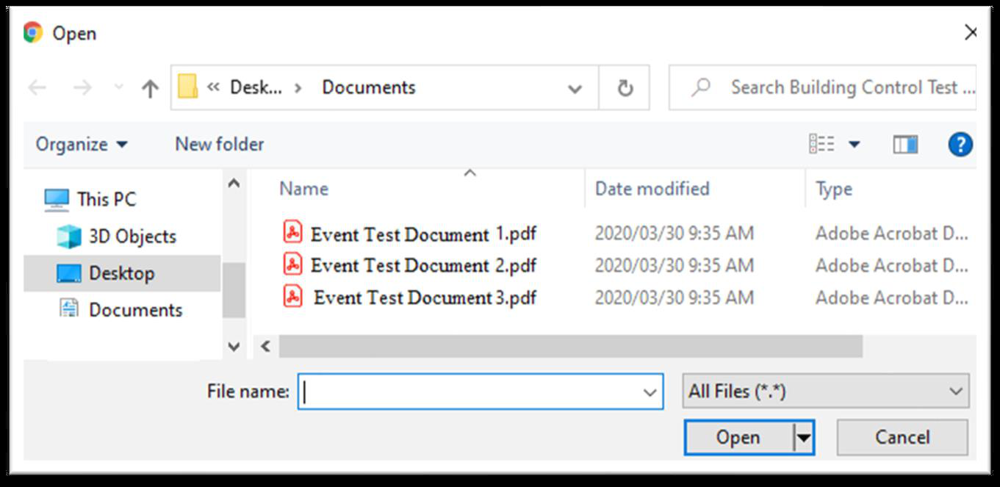 Open
« Desk... > Documents
Search Building Control Test ...
Organize
New folder
?
This PC
3D Objects
Desktop
Documents
Name
Date modified
Type
Event Test Document 1.pdf 2020/03/30 9:35 AM Adobe Acrobat D...
Event Test Document 2.pdf 2020/03/30 9:35 AM Adobe Acrobat D...
Event Test Document 3.pdf 2020/03/30 9:35 AM Adobe Acrobat D...
File name:
All Files (*.*)
Open
Cancel